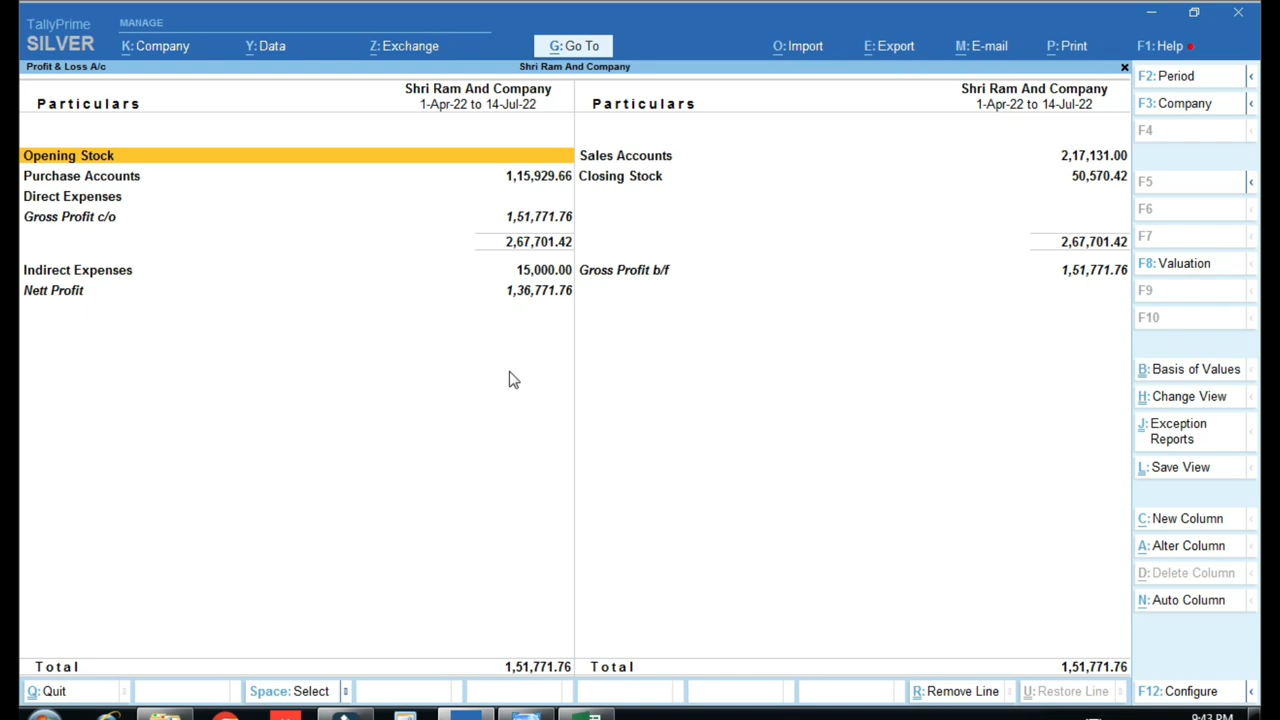 TallyPrime
SILVER
MANAGE
K: Company
Y: Data
Z: Exchange
G: Go To
O: Import
E: Export
M: E-mail
P: Print
F1: Help
Profit & Loss A/c
Shri Ram And Company
Particulars
Shri Ram And Company
1-Apr-22 to 14-Jul-22
Particulars
Shri Ram And Company
1-Apr-22 to 14-Jul-22
Opening Stock
Sales Accounts 2,17,131.00
Purchase Accounts 1,15,929.66
Closing Stock 50,570.42
Direct Expenses
Gross Profit c/o 1,51,771.76
2,67,701.42
2,67,701.42
Indirect Expenses 15,000.00
Gross Profit b/f 1,51,771.76
Nett Profit 1,36,771.76
Total 1,51,771.76
Total 1,51,771.76
F2: Period
F3: Company
F4
F5
F6
F7
F8: Valuation
F9
F10
B: Basis of Values
H: Change View
J: Exception
Reports
L: Save View
C: New Column
A: Alter Column
D: Delete Column
N: Auto Column
Q: Quit
Space: Select
R: Remove Line
U: Restore Line
F12: Configure
9:43 PM